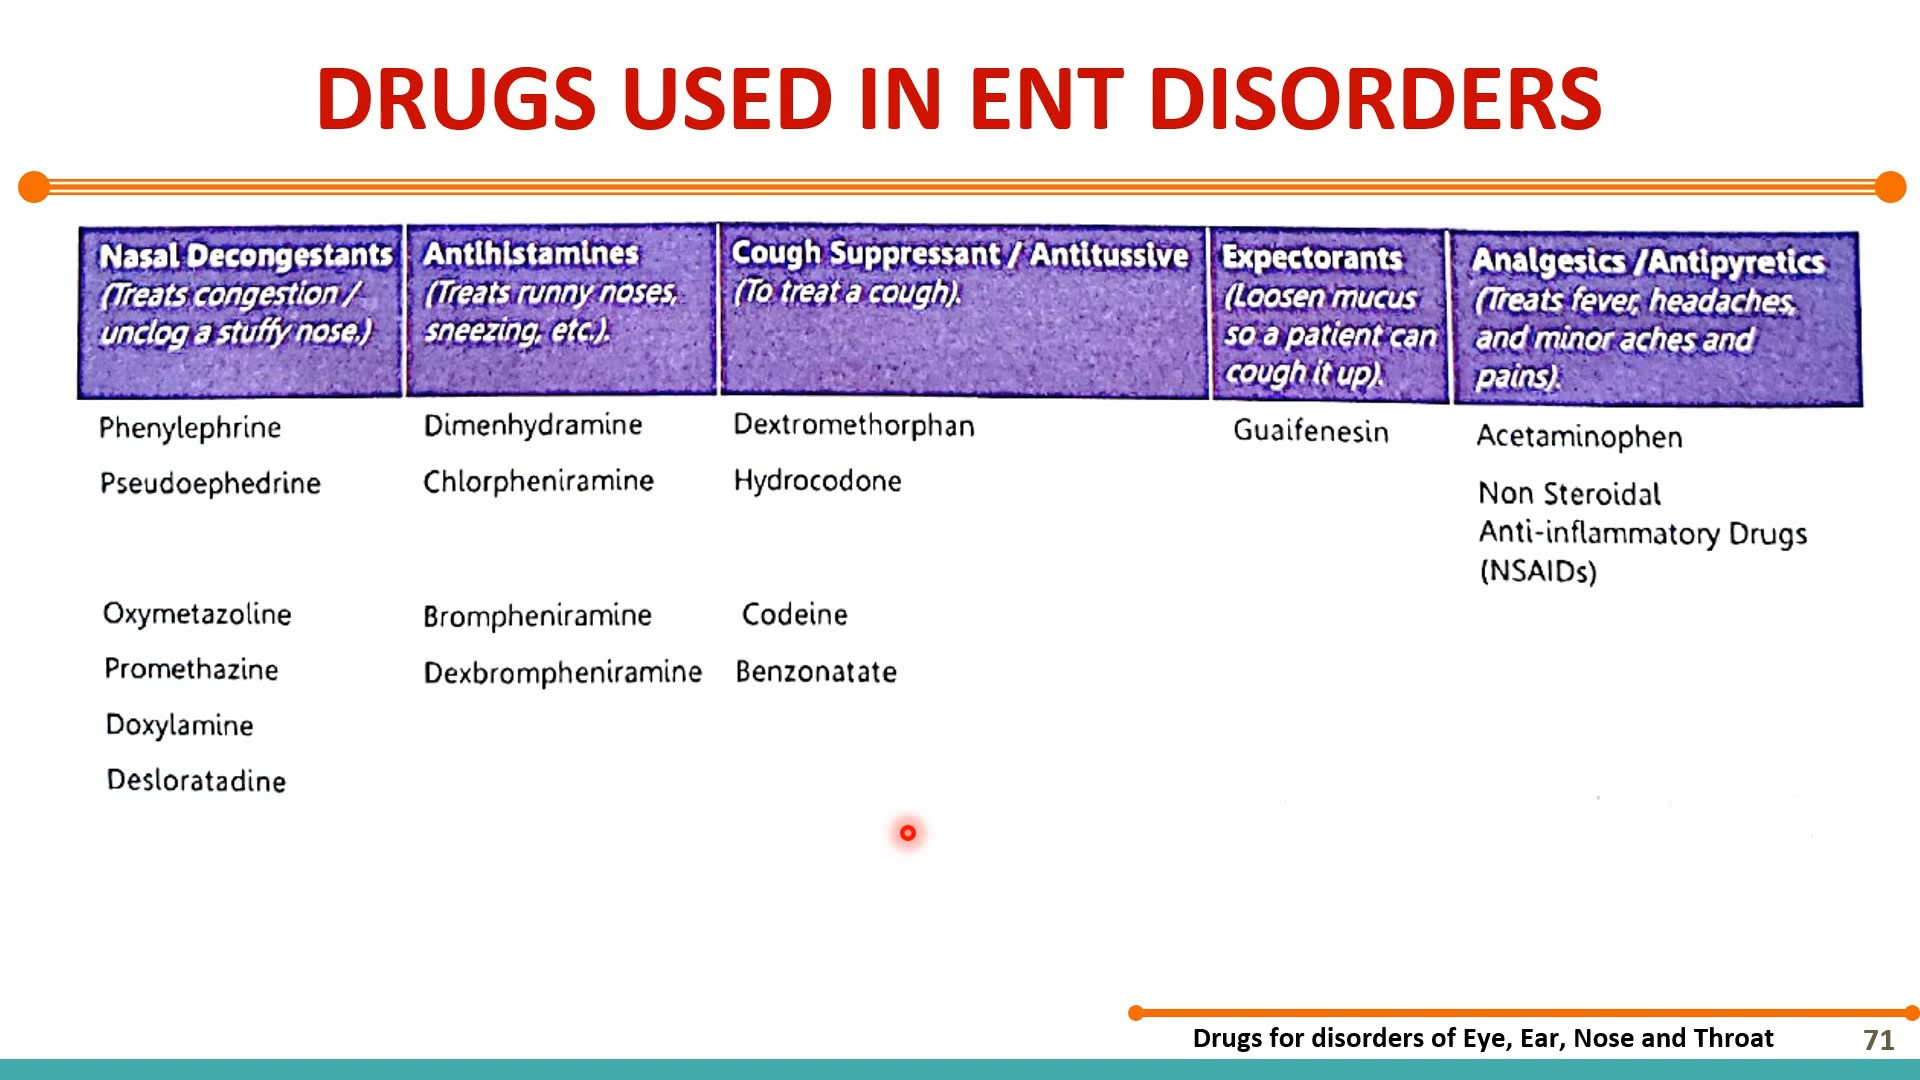 DRUGS USED IN ENT DISORDERS
Nasal Decongestants
(Treats congestion /
unclog a stuffy nose.)
Antihistamines
(Treats runny noses,
sneezing, etc.).
Cough Suppressant / Antitussive
(To treat a cough).
Expectorants
(Loosen mucus
so a patient can
cough it up).
Analgesics /Antipyretics
(Treats fever, headaches,
and minor aches and
pains).
Phenylephrine
Pseudoephedrine
Oxymetazoline
Promethazine
Doxylamine
Desloratadine
Dimenhydramine
Chlorpheniramine
Brompheniramine
Dexbrompheniramine
Dextromethorphan
Hydrocodone
Codeine
Benzonatate
Guaifenesin
Acetaminophen
Non Steroidal
Anti-inflammatory Drugs
(NSAIDs)
Drugs for disorders of Eye, Ear, Nose and Throat
71